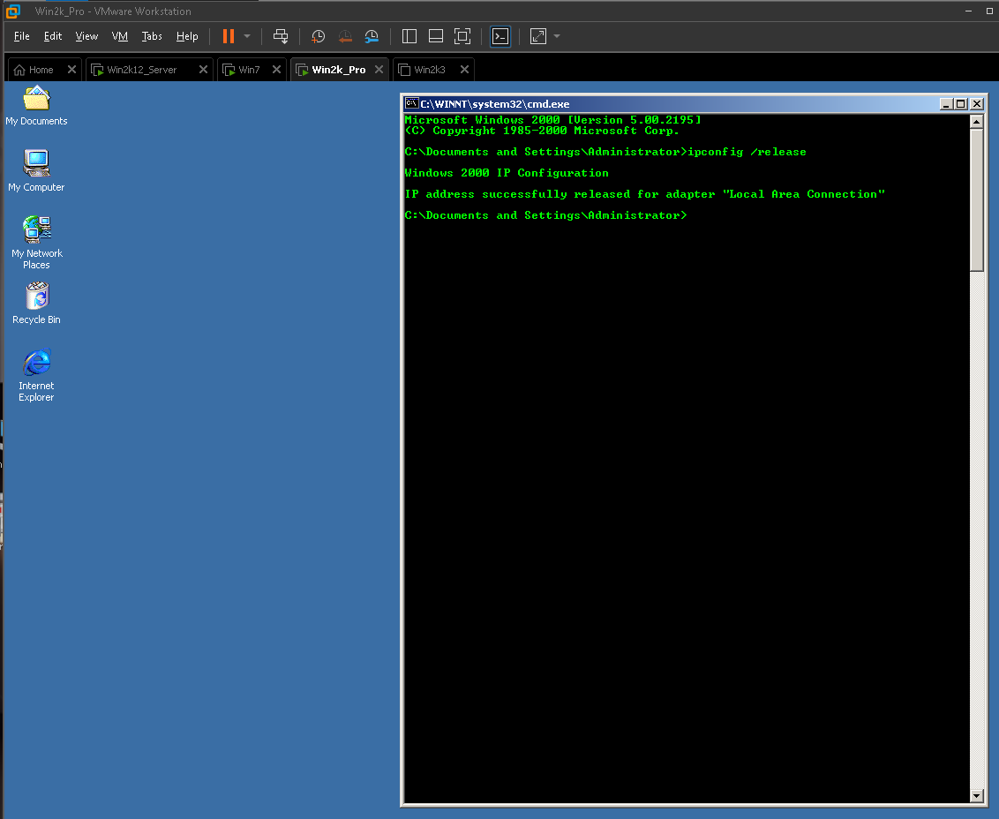 Win2k_Pro - VMware Workstation
File Edit View VM Tabs Help
Home Win2k12_Server Win7 Win2k_Pro Win2k3
My Documents
My Computer
My Network
Places
Recycle Bin
Internet
Explorer
C:\WINNT\system32\cmd.exe
Microsoft Windows 2000 [Version 5.00.2195]
(C) Copyright 1985-2000 Microsoft Corp.
C:\Documents and Settings\Administrator>ipconfig /release
Windows 2000 IP Configuration
IP address successfully released for adapter "Local Area Connection"
C:\Documents and Settings\Administrator>